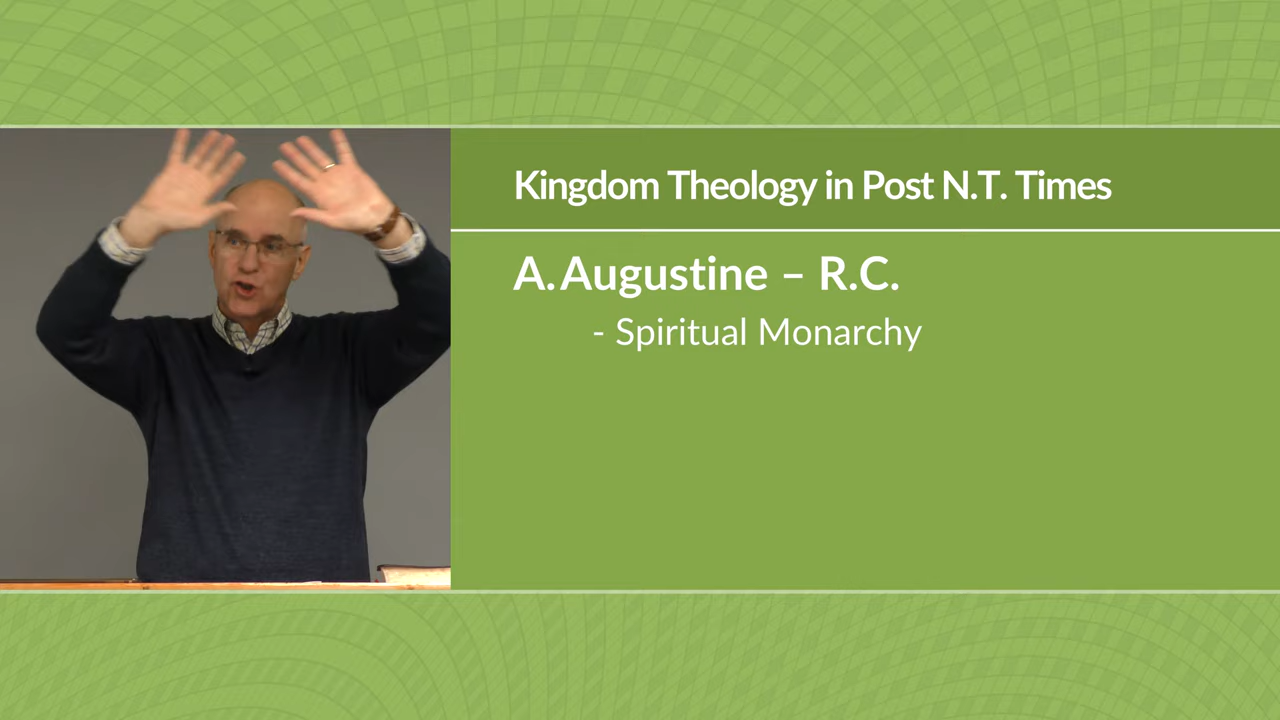 Kingdom Theology in Post N.T. Times
A. Augustine – R.C.
- Spiritual Monarchy